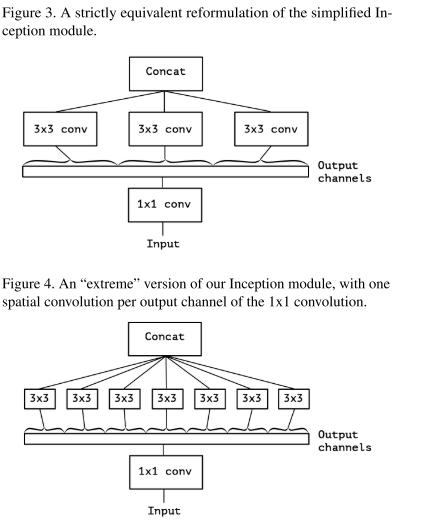 Figure 3. A strictly equivalent reformulation of the simplified In-
ception module.
Concat
3x3 conv 3x3 conv 3x3 conv
Output
channels
1x1 conv
Input
Figure 4. An “extreme” version of our Inception module, with one
spatial convolution per output channel of the 1x1 convolution.
Concat
3x3 3x3 3x3 3x3 3x3 3x3 3x3
Output
channels
1x1 conv
Input